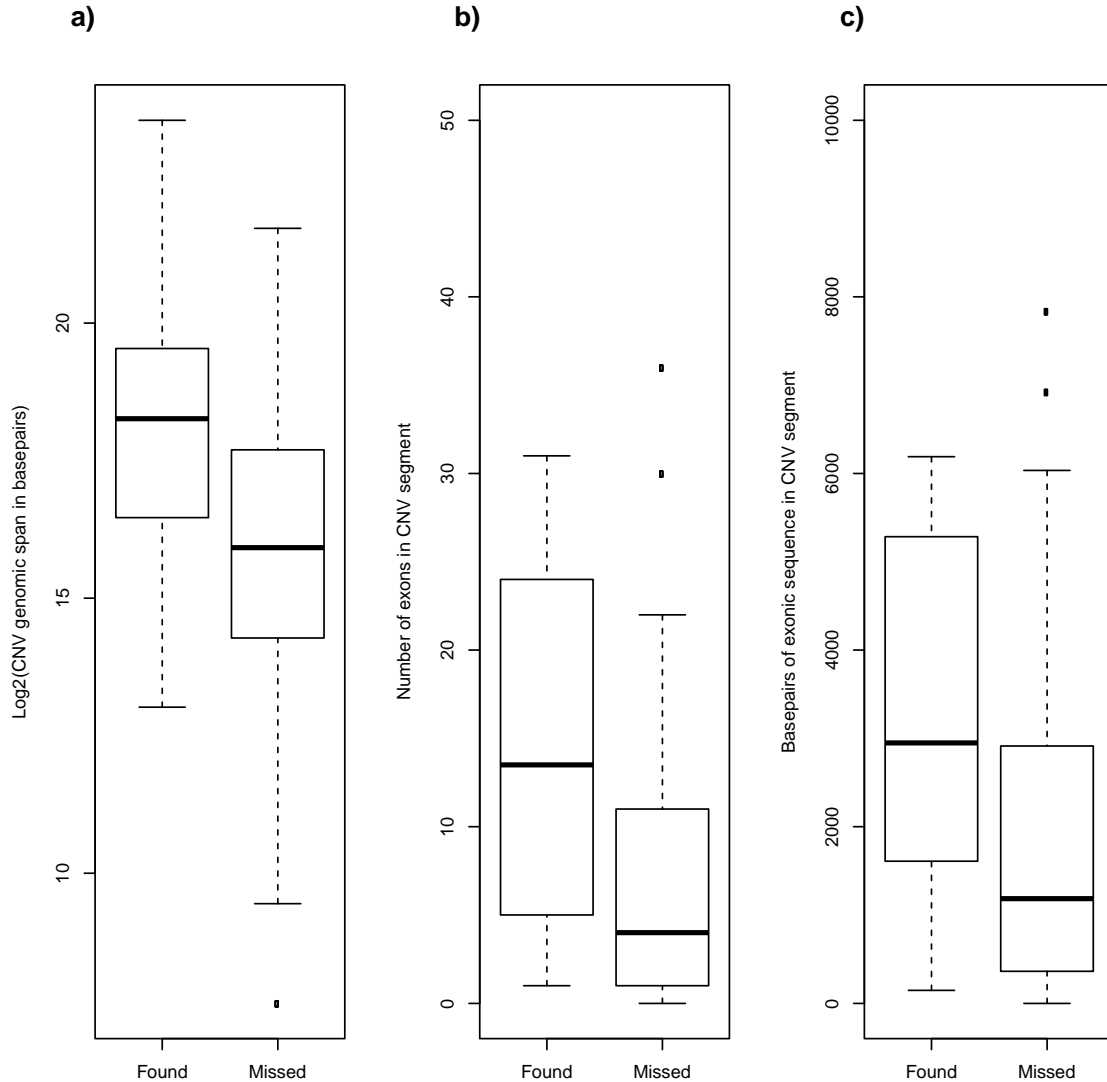 a)
Log2(CNV genomic span in basepairs)
20
15
10
Found Missed
b)
Number of exons in CNV segment
50
40
30
20
10
0
Found Missed
c)
Basepairs of exonic sequence in CNV segment
10000
8000
6000
4000
2000
0
Found Missed